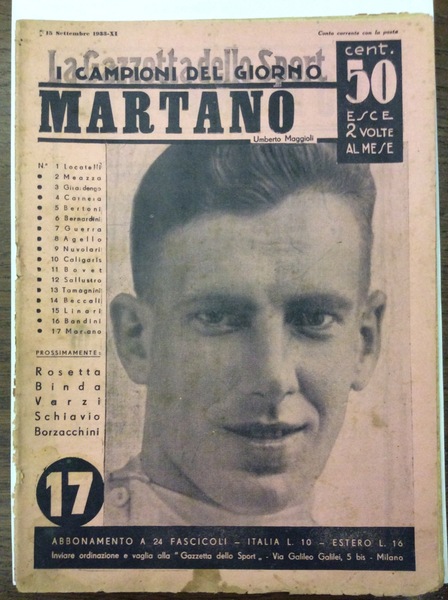 15 Settembre 1933-XI
Conto corrente con la posta
La Gazzetta dello Sport
I CAMPIONI DEL GIORNO
MARTANO
Umberto Maggioli
cent.
50
ESCE
2 VOLTE
AL MESE
N.° 1 Locatelli
2 Meazza
3 Girardengo
4 Carnera
5 Bertoni
6 Bernardini
7 Guerra
8 Agello
9 Nuvolari
10 Caligaris
11 Bovet
12 Sallustro
13 Tamagnini
14 Beccali
15 Linari
16 Bandini
17 Martano
PROSSIMAMENTE:
Rosetta
Binda
Varzi
Schiavio
Borzacchini
17
ABBONAMENTO A 24 FASCICOLI - ITALIA L. 10 - ESTERO L. 16
Inviare ordinazione e vaglia alla "Gazzetta dello Sport„ - Via Galileo Galilei, 5 bis - Milano